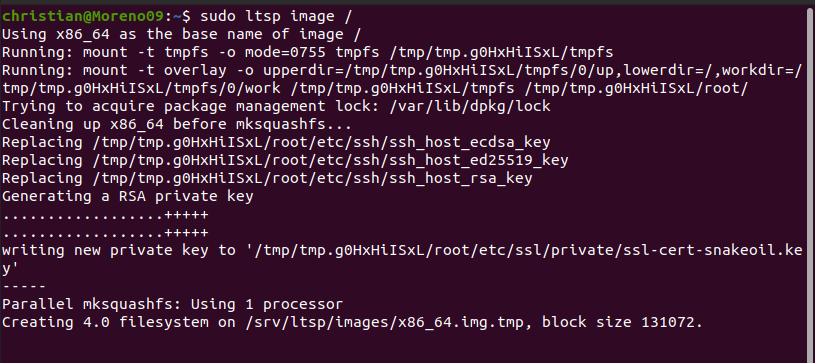 christian@Moreno09:~$ sudo ltsp image /
Using x86_64 as the base name of image /
Running: mount -t tmpfs -o mode=0755 tmpfs /tmp/tmp.g0HxHiISxL/tmpfs
Running: mount -t overlay -o upperdir=/tmp/tmp.g0HxHiISxL/tmpfs/0/up,lowerdir=/,workdir=/
tmp/tmp.g0HxHiISxL/tmpfs/0/work /tmp/tmp.g0HxHiISxL/tmpfs /tmp/tmp.g0HxHiISxL/root/
Trying to acquire package management lock: /var/lib/dpkg/lock
Cleaning up x86_64 before mksquashfs...
Replacing /tmp/tmp.g0HxHiISxL/root/etc/ssh/ssh_host_ecdsa_key
Replacing /tmp/tmp.g0HxHiISxL/root/etc/ssh/ssh_host_ed25519_key
Replacing /tmp/tmp.g0HxHiISxL/root/etc/ssh/ssh_host_rsa_key
Generating a RSA private key
..................+++++
..................+++++
writing new private key to '/tmp/tmp.g0HxHiISxL/root/etc/ssl/private/ssl-cert-snakeoil.ke
y'
-----
Parallel mksquashfs: Using 1 processor
Creating 4.0 filesystem on /srv/ltsp/images/x86_64.img.tmp, block size 131072.